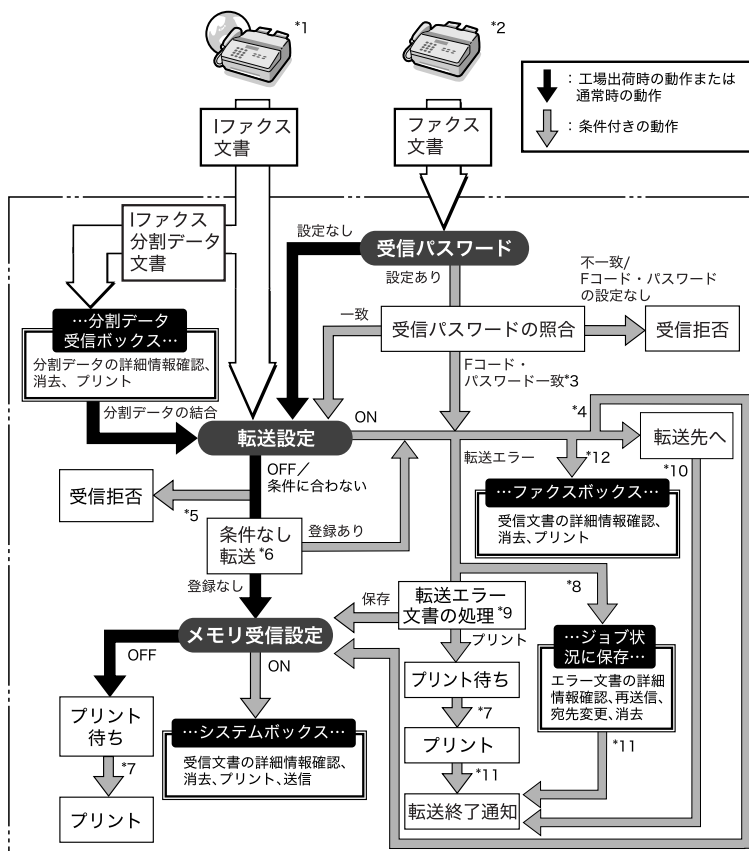 *1
*2
：工場出荷時の動作または
通常時の動作
：条件付きの動作
Iファクス
文書
ファクス
文書
Iファクス
分割データ
文書
設定なし
受信パスワード
設定あり
不一致/
Fコード・パスワード
の設定なし
一致
受信パスワードの照合
受信拒否
…分割データ
受信ボックス…
分割データの詳細情報確認、
消去、プリント
Fコード・
パスワード一致*3
分割データの結合
転送設定
ON
*4
転送先へ
転送エラー
*12
*10
OFF／
条件に合わない
受信拒否
*5
…ファクスボックス…
受信文書の詳細情報確認、
消去、プリント
条件なし
転送*6
登録あり
登録なし
保存
転送エラー
文書の処理*9
*8
メモリ受信設定
プリント
…ジョブ状
況に保存…
エラー文書の詳細
情報確認、再送信、
宛先変更、消去
OFF
ON
プリント
待ち
プリント待ち
*7
…システムボックス…
受信文書の詳細情報確認、
消去、プリント、送信
プリント
*11
*11
*7
プリント
転送終了通知